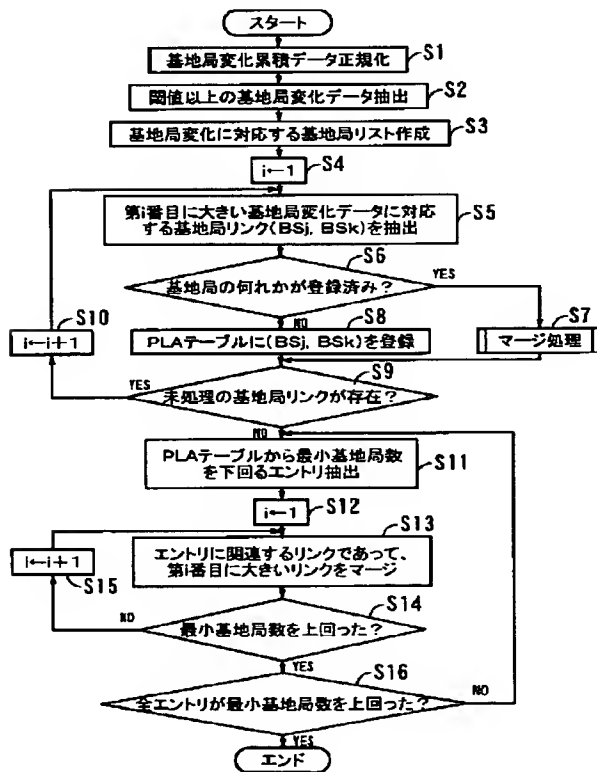 スタート
基地局変化累積データ正規化
S1
閾値以上の基地局変化データ抽出
S2
基地局変化に対応する基地局リスト作成
S3
i←1
S4
第i番目に大きい基地局変化データに対応
する基地局リンク(BSj, BSk)を抽出
S5
S6
基地局の何れかが登録済み？
YES
NO
S10
i←i+1
S8
PLAテーブルに(BSj, BSk)を登録
S7
マージ処理
S9
YES
未処理の基地局リンクが存在？
NO
PLAテーブルから最小基地局数
を下回るエントリ抽出
S11
i←1
S12
S13
エントリに関連するリンクであって、
第i番目に大きいリンクをマージ
i←i+1
S15
S14
NO
最小基地局数を上回った？
YES
S16
全エントリが最小基地局数を上回った？
NO
YES
エンド